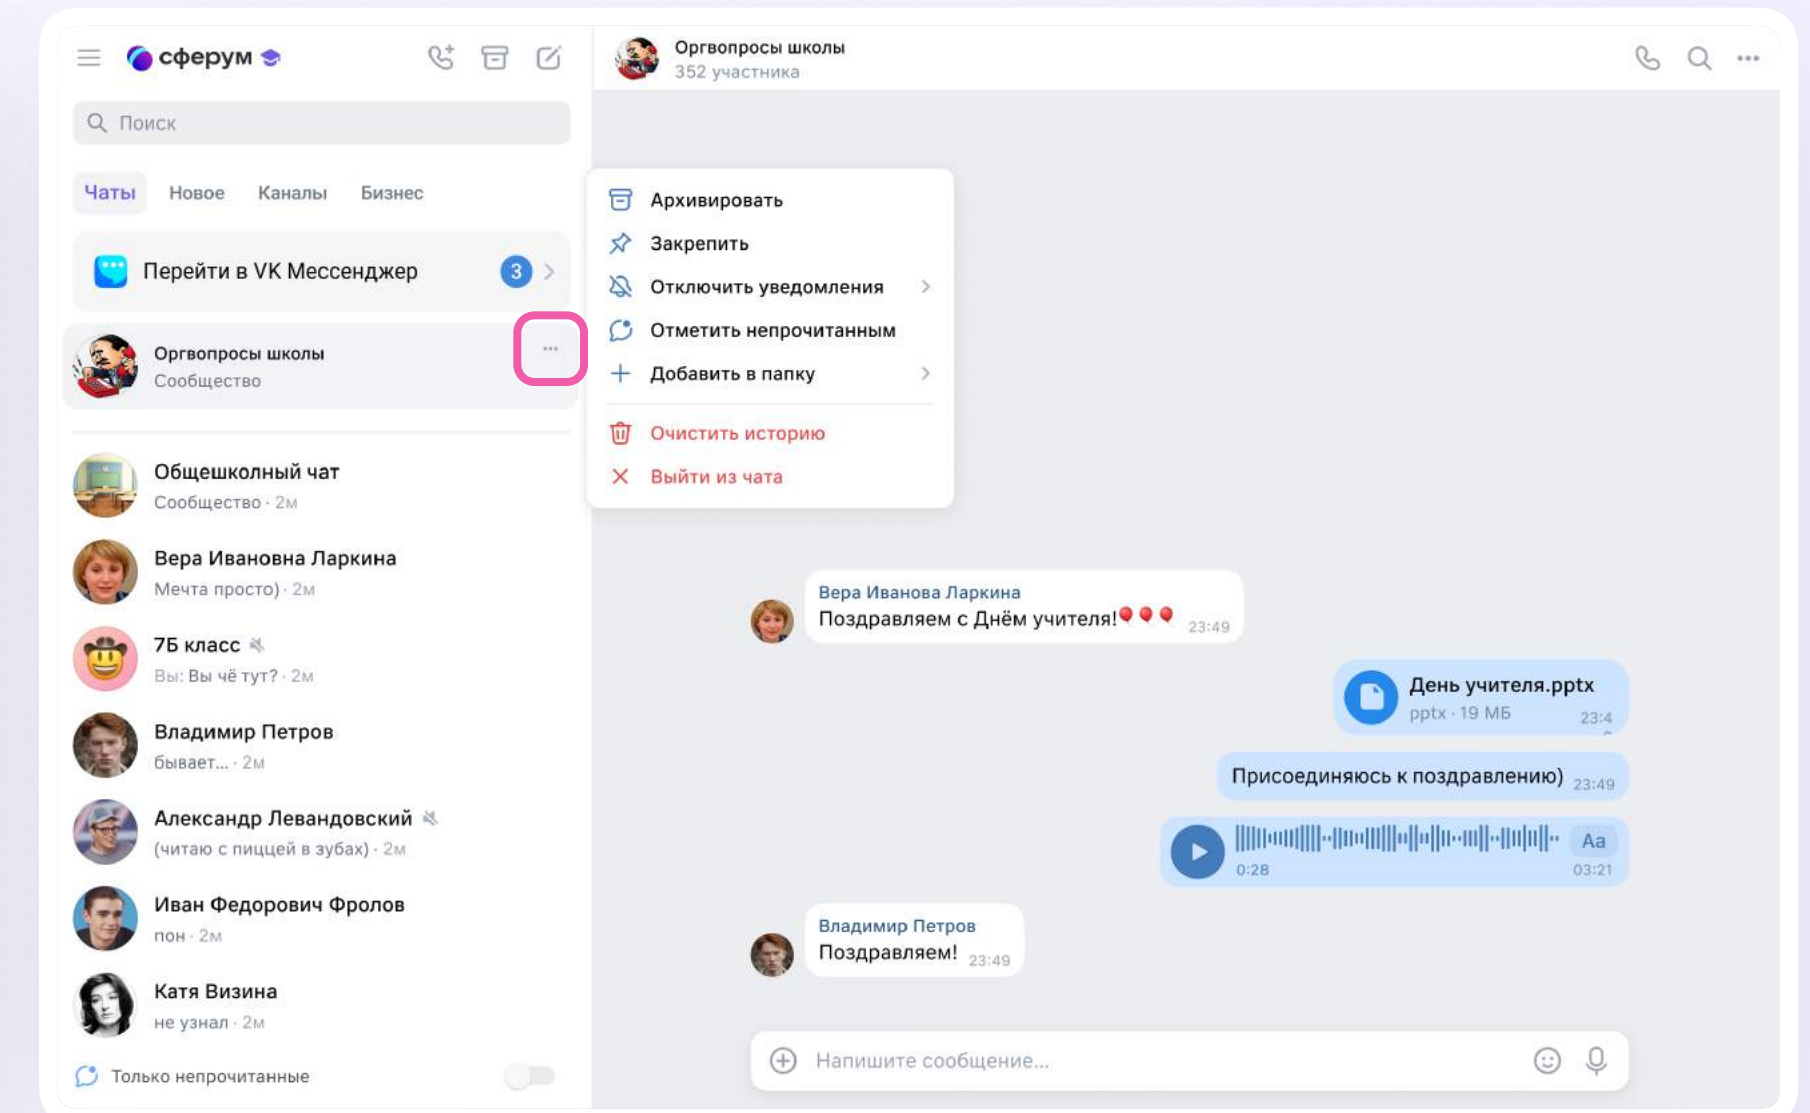 сферум
Поиск
Чаты Новое Каналы Бизнес
Перейти в VK Мессенджер 3
Оргвопросы школы
Сообщество
Общешколный чат
Сообщество · 2м
Вера Ивановна Ларкина
Мечта просто) · 2м
7Б класс
Вы: Вы чё тут? · 2м
Владимир Петров
бывает... · 2м
Александр Левандовский
(читаю с пиццей в зубах) · 2м
Иван Федорович Фролов
пон · 2м
Катя Визина
не узнал · 2м
Только непрочитанные
Оргвопросы школы
352 участника
Архивировать
Закрепить
Отключить уведомления
Отметить непрочитанным
Добавить в папку
Очистить историю
Выйти из чата
Вера Иванова Ларкина
Поздравляем с Днём учителя!🎈🎈🎈 23:49
День учителя.pptx
pptx · 19 МБ 23:4
Присоединяюсь к поздравлению) 23:49
Aa
0:28 03:21
Владимир Петров
Поздравляем! 23:49
Напишите сообщение...